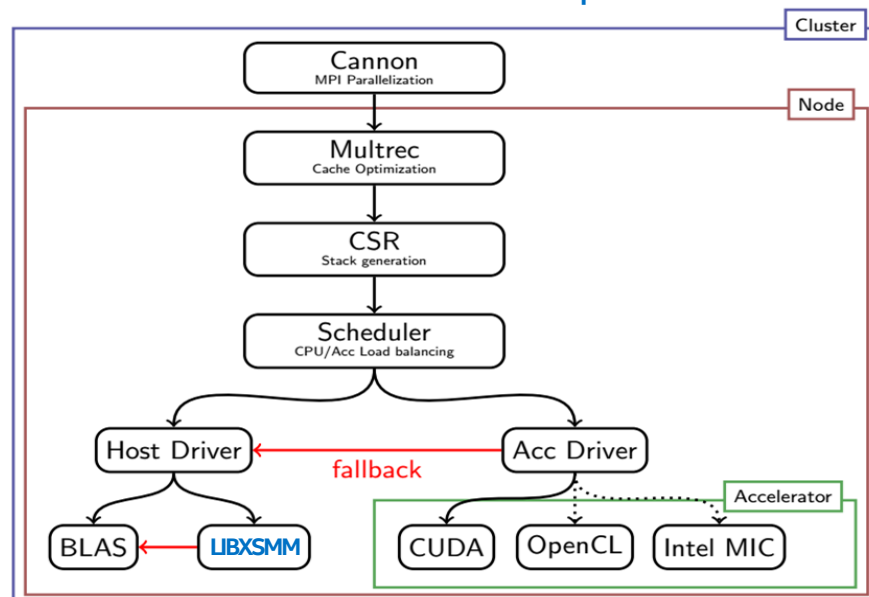 Cluster
Cannon
MPI Parallelization
Node
Multrec
Cache Optimization
CSR
Stack generation
Scheduler
CPU/Acc Load balancing
Host Driver
Acc Driver
fallback
Accelerator
BLAS
LIBXSMM
CUDA
OpenCL
Intel MIC